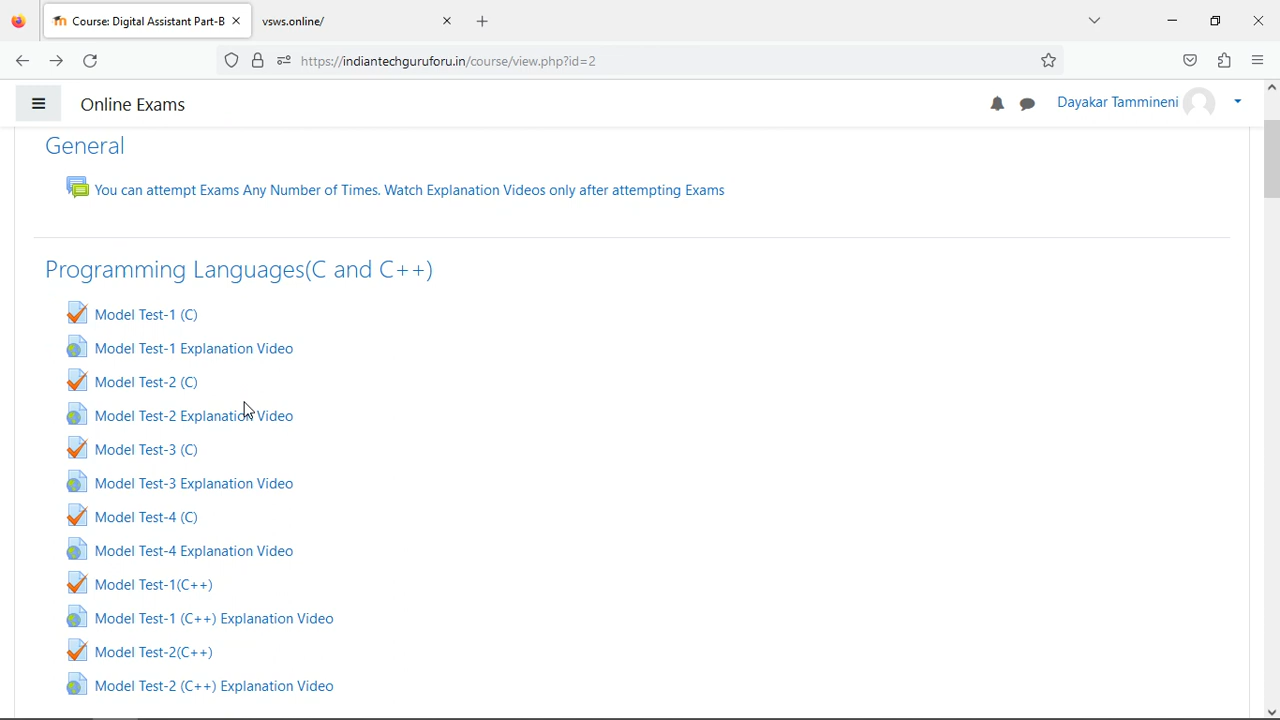 Course: Digital Assistant Part-B
vsws.online/
https://indiantechguruforu.in/course/view.php?id=2
Online Exams
Dayakar Tammineni
General
You can attempt Exams Any Number of Times. Watch Explanation Videos only after attempting Exams
Programming Languages(C and C++)
Model Test-1 (C)
Model Test-1 Explanation Video
Model Test-2 (C)
Model Test-2 Explanation Video
Model Test-3 (C)
Model Test-3 Explanation Video
Model Test-4 (C)
Model Test-4 Explanation Video
Model Test-1(C++)
Model Test-1 (C++) Explanation Video
Model Test-2(C++)
Model Test-2 (C++) Explanation Video